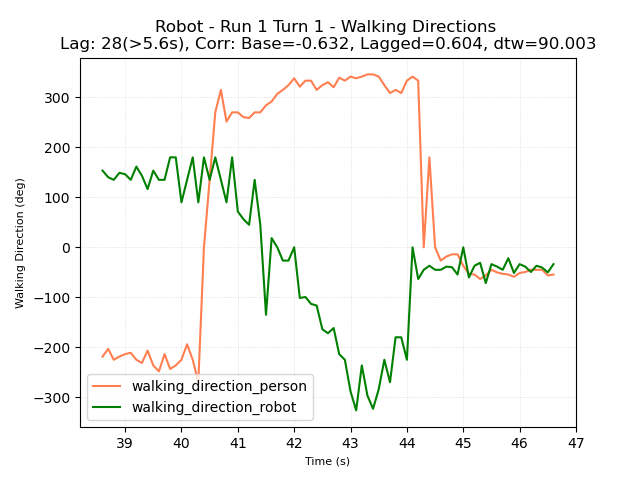 Robot - Run 1 Turn 1 - Walking Directions
Lag: 28(>5.6s), Corr: Base=-0.632, Lagged=0.604, dtw=90.003
300
200
100
0
−100
−200
−300
Walking Direction (deg)
walking_direction_person
walking_direction_robot
39 40 41 42 43 44 45 46 47
Time (s)